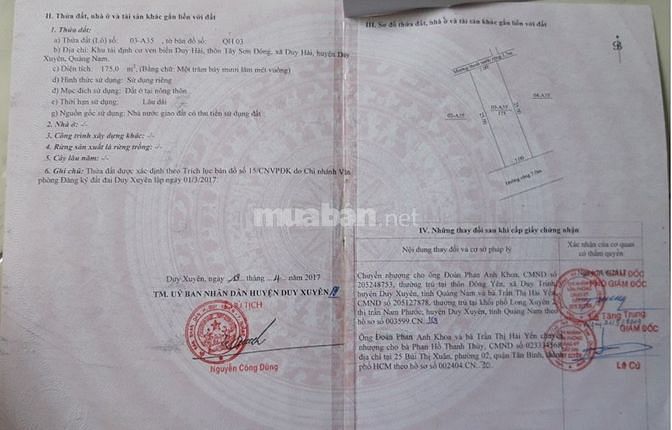 II. Thửa đất, nhà ở và tài sản khác gắn liền với đất
1. Thửa đất:
a) Thửa đất (Lô) số: 03-A35, tờ bản đồ số: QH 03
b) Địa chỉ: Khu tái định cư ven biển Duy Hải, thôn Tây Sơn Đông, xã Duy Hải, huyện Duy
Xuyên, Quảng Nam.
c) Diện tích: 175,0 m², (Bằng chữ: Một trăm bảy mươi lăm mét vuông)
d) Hình thức sử dụng: Sử dụng riêng
đ) Mục đích sử dụng: Đất ở tại nông thôn
e) Thời hạn sử dụng: Lâu dài
g) Nguồn gốc sử dụng: Nhà nước giao đất có thu tiền sử dụng đất
2. Nhà ở: -/-
3. Công trình xây dựng khác: -/-
4. Rừng sản xuất là rừng trồng: -/-
5. Cây lâu năm: -/-
6. Ghi chú: Thửa đất được xác định theo Trích lục bản đồ số 15/CNVPĐK do Chi nhánh Văn
phòng Đăng ký đất đai Duy Xuyên lập ngày 01/3/2017.
Duy Xuyên, ngày 13 tháng 4 năm 2017
TM. UỶ BAN NHÂN DÂN HUYỆN DUY XUYÊN
CHỦ TỊCH
Nguyễn Công Dũng
muaban.net
III. Sơ đồ thửa đất, nhà ở và tài sản khác gắn liền với đất
Mương thoát nước rộng 1,5m
03-A35
175
5.00
Đường rộng 7.0m
IV. Những thay đổi sau khi cấp giấy chứng nhận
Nội dung thay đổi và cơ sở pháp lý
Xác nhận của cơ quan
có thẩm quyền
Chuyển nhượng cho ông Đoàn Phan Anh Khoa, CMND số
205248753, thường trú tại thôn Đông Yên, xã Duy Trinh,
huyện Duy Xuyên, tỉnh Quảng Nam và bà Trần Thị Hải Yến,
CMND số 205127878, thường trú tại khối phố Long Xuyên
thị trấn Nam Phước, huyện Duy Xuyên, tỉnh Quảng Nam theo
hồ sơ số 003599.CN.
PHÓ GIÁM ĐỐC
Tăng Trung
Ông Đoàn Phan Anh Khoa và bà Trần Thị Hải Yến chuyển
nhượng cho bà Phan Hồ Thanh Thủy, CMND số
địa chỉ tại 25 Bùi Thị Xuân, phường 02, quận Tân Bình, thành
phố HCM theo hồ sơ số 002404.CN.
GIÁM ĐỐC
Lê Cú